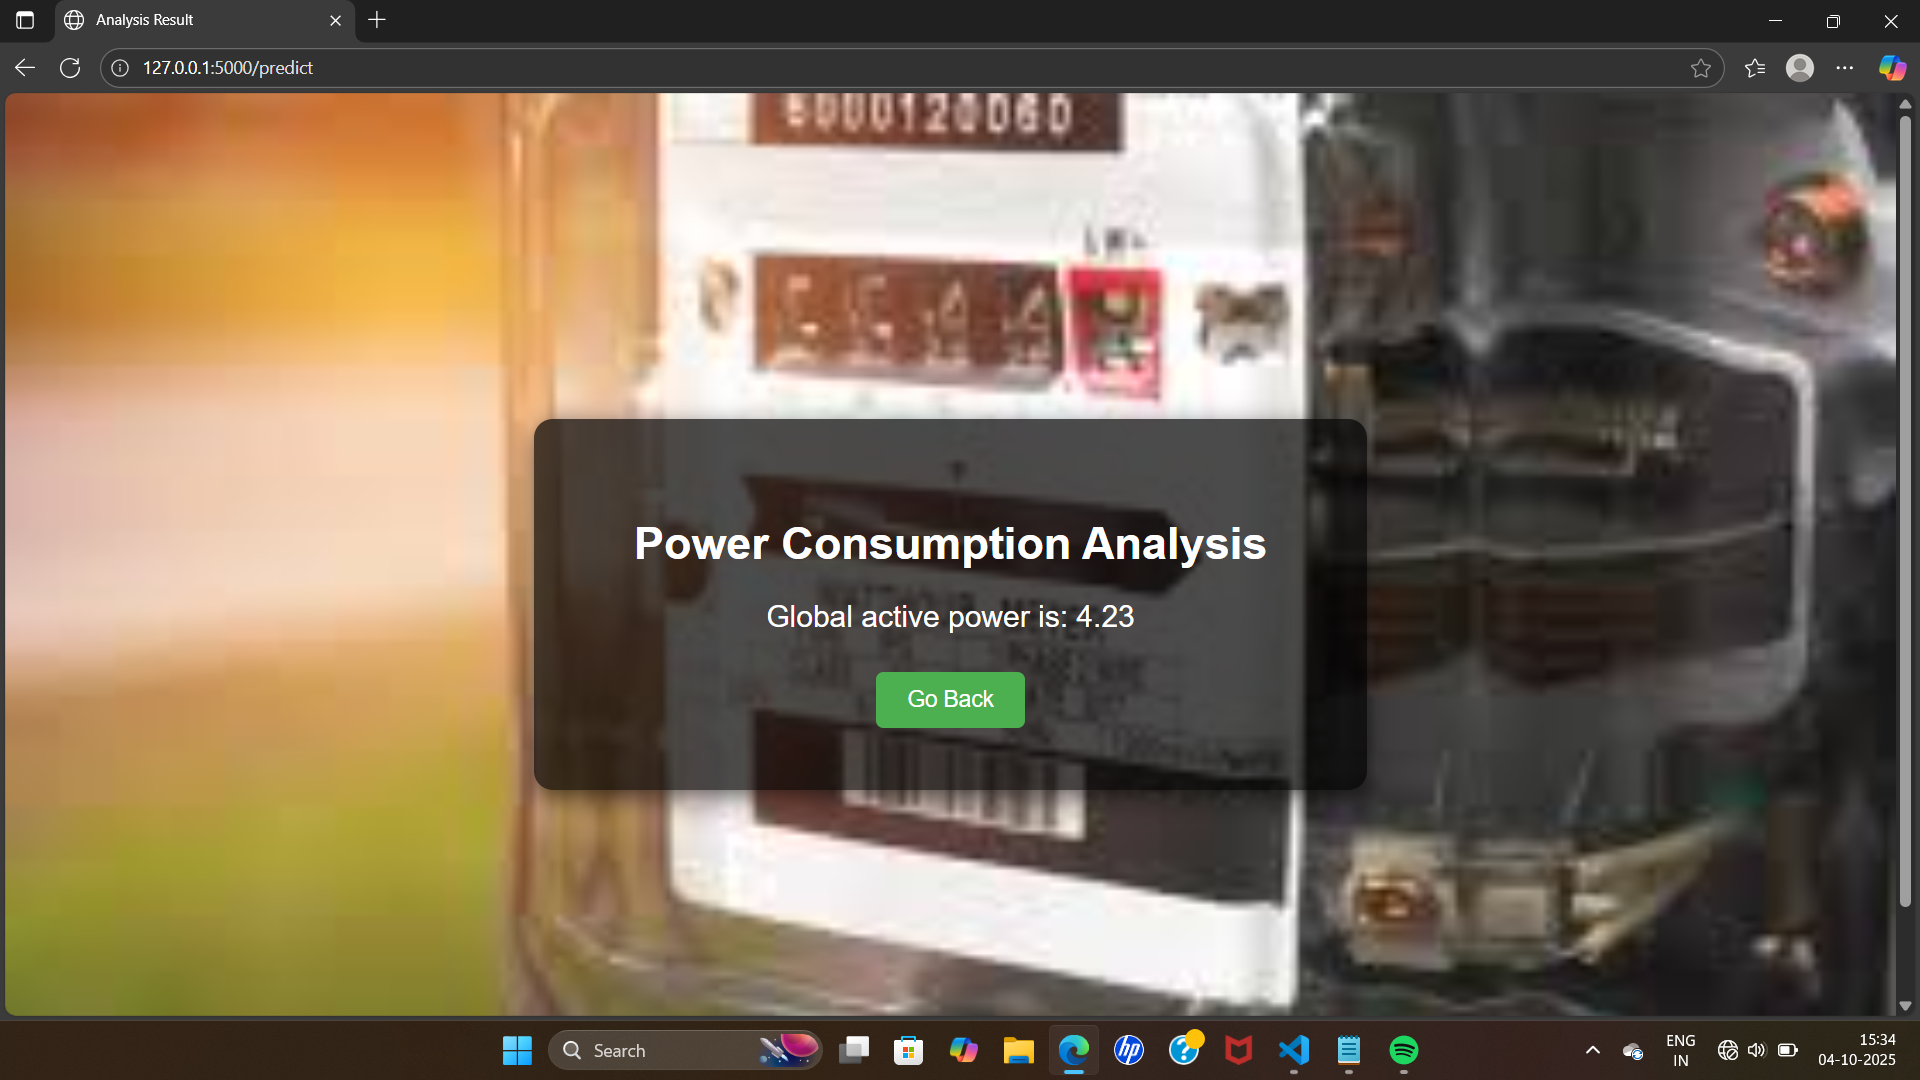 Analysis Result
127.0.0.1:5000/predict
Power Consumption Analysis
Global active power is: 4.23
Go Back
Search
hp
ENG
IN
15:34
04-10-2025